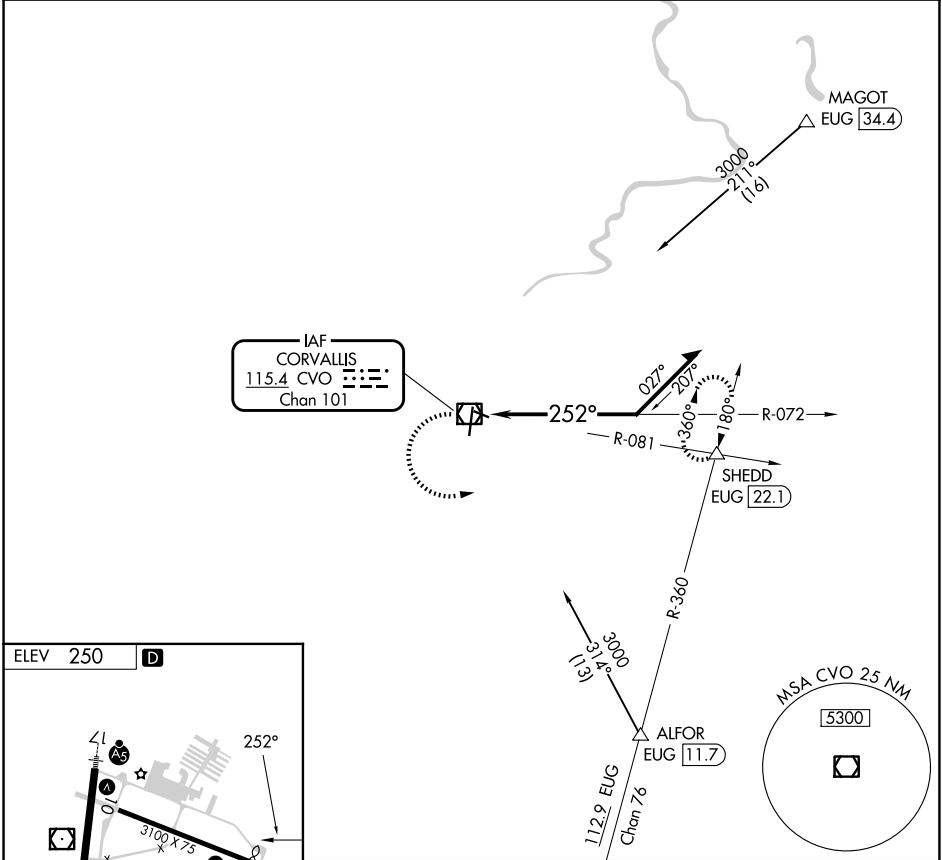 MAGOT
EUG 34.4
3000
211°
(16)
IAF
CORVALLIS
115.4 CVO
Chan 101
027°
207°
252°
R-072
360°
180°
R-081
SHEDD
EUG 22.1
R-360
3000
314°
(13)
ALFOR
EUG 11.7
112.9 EUG
Chan 76
MSA CVO 25 NM
5300
ELEV 250 D
17
A5
252°
V
10
3100 X 75